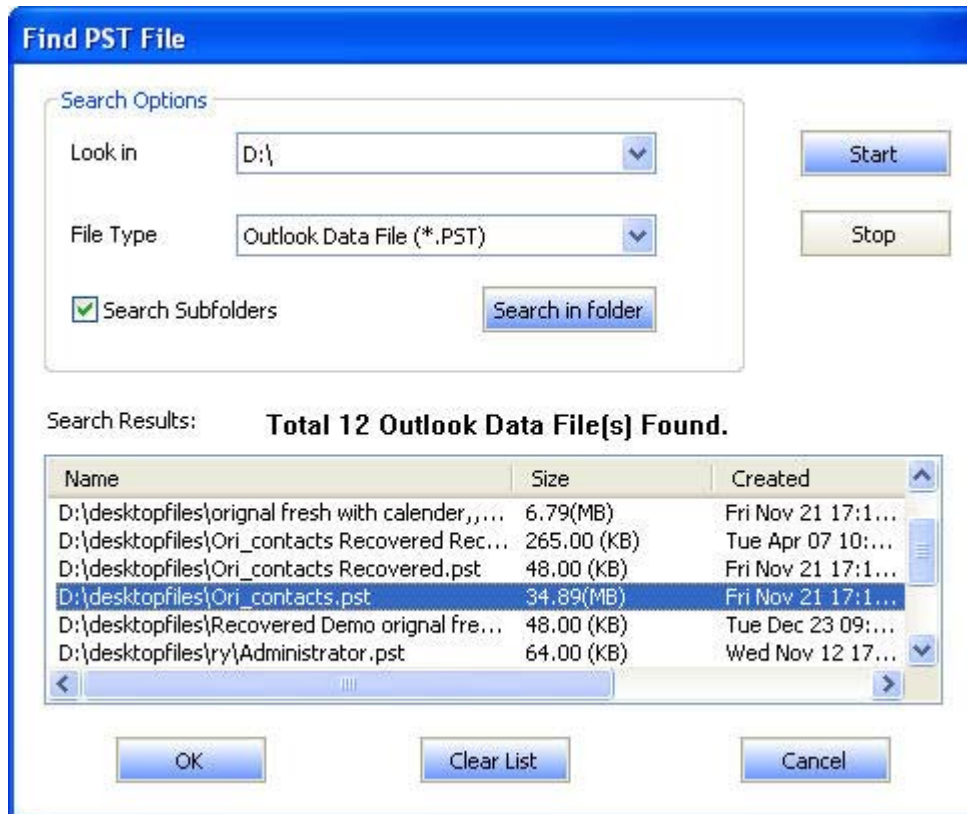 Find PST File
Search Options
Look in D:\ Start
File Type Outlook Data File (*.PST) Stop
Search Subfolders Search in folder
Search Results: Total 12 Outlook Data File(s) Found.
Name Size Created
D:\desktopfiles\orignal fresh with calender,,... 6.79(MB) Fri Nov 21 17:1...
D:\desktopfiles\Ori_contacts Recovered Rec... 265.00 (KB) Tue Apr 07 10:...
D:\desktopfiles\Ori_contacts Recovered.pst 48.00 (KB) Fri Nov 21 17:1...
D:\desktopfiles\Ori_contacts.pst 34.89(MB) Fri Nov 21 17:1...
D:\desktopfiles\Recovered Demo orignal fre... 48.00 (KB) Tue Dec 23 09:...
D:\desktopfiles\ry\Administrator.pst 64.00 (KB) Wed Nov 12 17...
OK Clear List Cancel